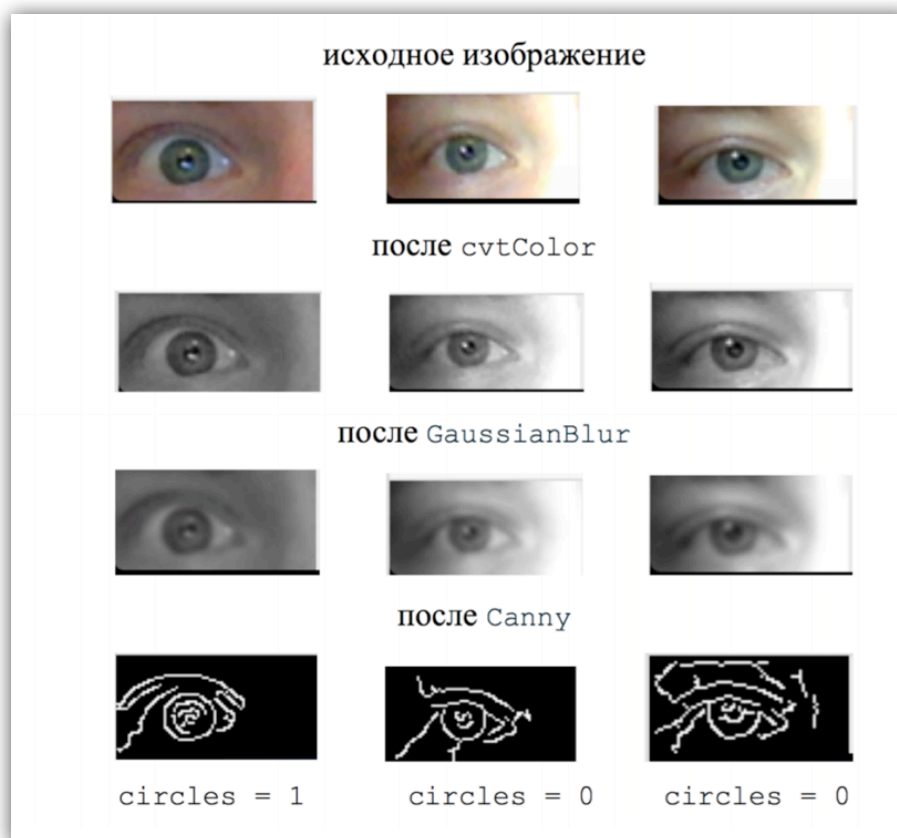 исходное изображение
после cvtColor
после GaussianBlur
после Canny
circles = 1 circles = 0 circles = 0